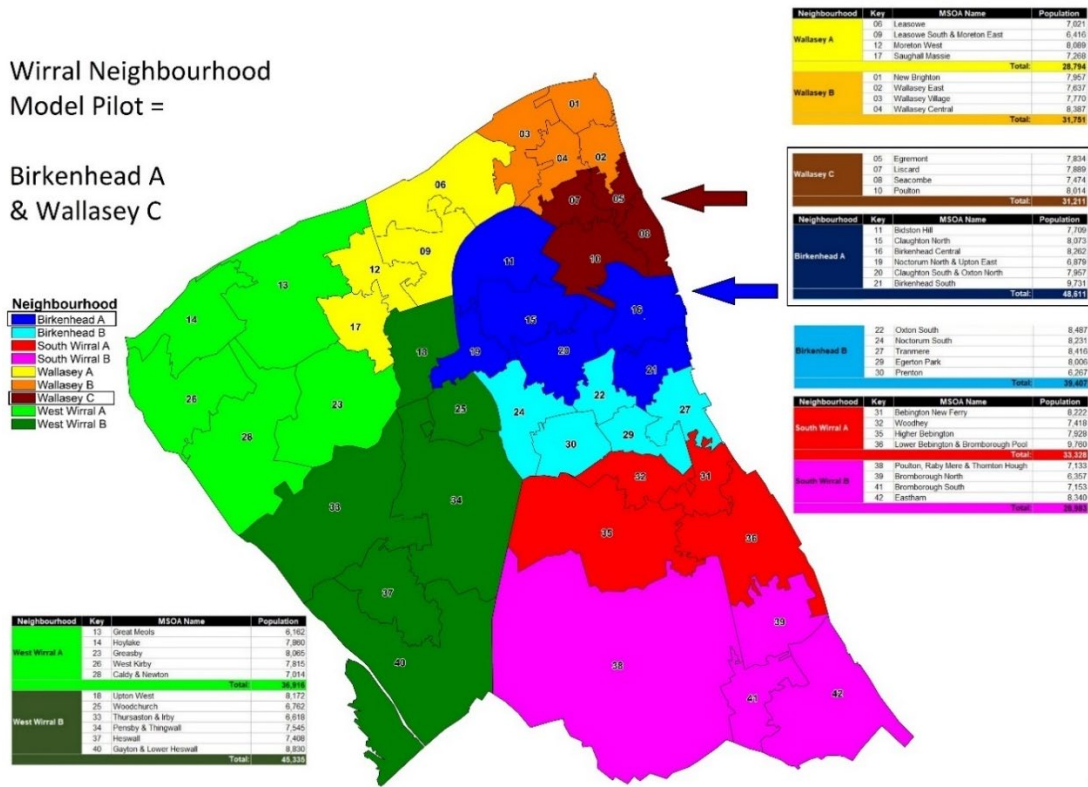 Wirral Neighbourhood
Model Pilot =
Birkenhead A
& Wallasey C
Neighbourhood
Birkenhead A
Birkenhead B
South Wirral A
South Wirral B
Wallasey A
Wallasey B
Wallasey C
West Wirral A
West Wirral B
01
03
04
02
06
07
05
08
09
10
11
12
13
14
15
16
17
18
19
20
21
22
23
24
25
26
27
28
29
30
31
32
33
34
35
36
37
38
39
40
41
42
Neighbourhood Key MSOA Name Population
Wallasey A
06 Leasowe 7,021
09 Leasowe South & Moreton East 6,416
12 Moreton West 8,089
17 Saughall Massie 7,268
Total: 28,794
Wallasey B
01 New Brighton 7,957
02 Wallasey East 7,637
03 Wallasey Village 7,770
04 Wallasey Central 8,387
Total: 31,751
Wallasey C
05 Egremont 7,834
07 Liscard 7,889
08 Seacombe 7,474
10 Poulton 8,014
Total: 31,211
Neighbourhood Key MSOA Name Population
Birkenhead A
11 Bidston Hill 7,709
15 Claughton North 8,073
16 Birkenhead Central 8,262
19 Noctorum North & Upton East 6,879
20 Claughton South & Oxton North 7,957
21 Birkenhead South 9,731
Total: 48,611
Birkenhead B
22 Oxton South 8,487
24 Noctorum South 8,231
27 Tranmere 8,416
29 Egerton Park 8,006
30 Prenton 6,267
Total: 39,407
Neighbourhood Key MSOA Name Population
South Wirral A
31 Bebington New Ferry 8,222
32 Woodhey 7,418
35 Higher Bebington 7,928
36 Lower Bebington & Bromborough Pool 9,760
Total: 33,328
South Wirral B
38 Poulton, Raby Mere & Thornton Hough 7,133
39 Bromborough North 6,357
41 Bromborough South 7,153
42 Eastham 8,340
Total: 28,983
Neighbourhood Key MSOA Name Population
West Wirral A
13 Great Meols 6,162
14 Hoylake 7,860
23 Greasby 8,065
26 West Kirby 7,815
28 Caldy & Newton 7,014
Total: 36,916
West Wirral B
18 Upton West 8,172
25 Woodchurch 6,762
33 Thurstaston & Irby 6,618
34 Pensby & Thingwall 7,545
37 Heswall 7,408
40 Gayton & Lower Heswall 8,830
Total: 45,335